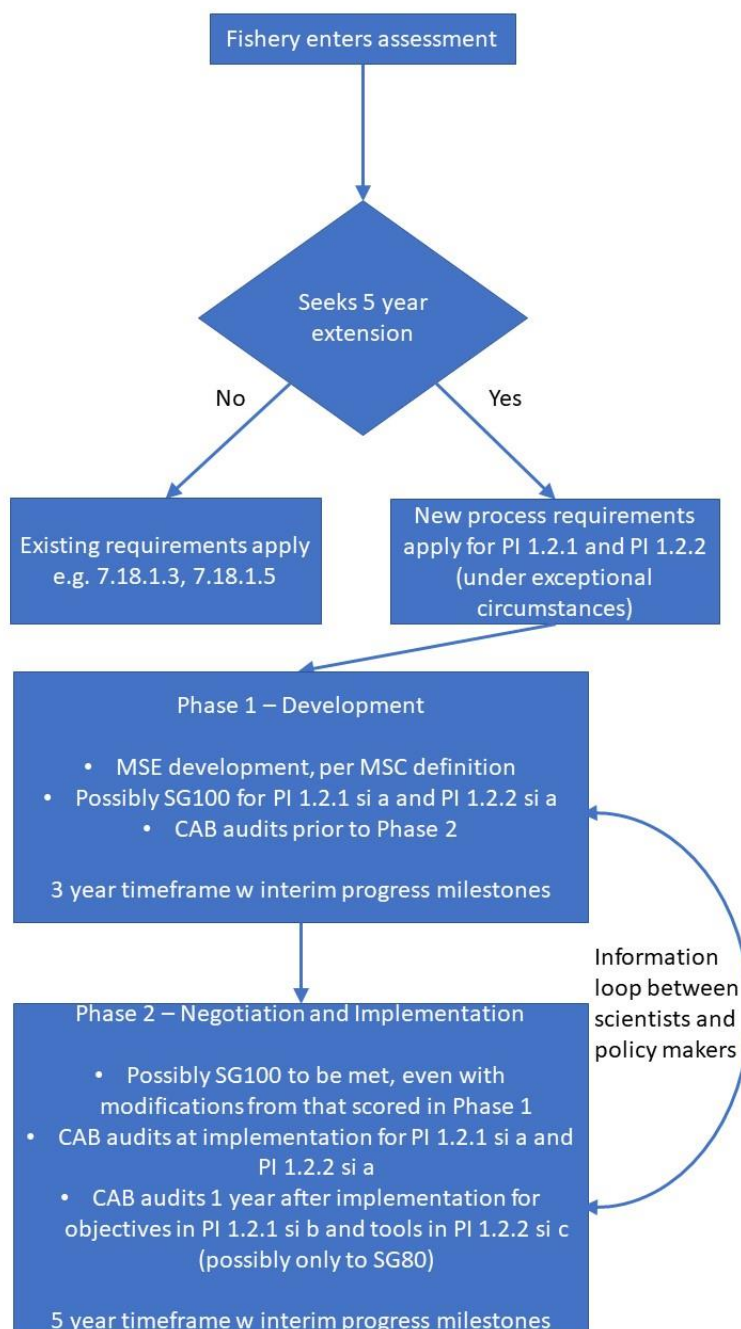 Fishery enters assessment
Seeks 5 year
extension
No
Yes
Existing requirements apply
e.g. 7.18.1.3, 7.18.1.5
New process requirements
apply for PI 1.2.1 and PI 1.2.2
(under exceptional
circumstances)
Phase 1 – Development
• MSE development, per MSC definition
• Possibly SG100 for PI 1.2.1 si a and PI 1.2.2 si a
• CAB audits prior to Phase 2
3 year timeframe w interim progress milestones
Information
loop between
scientists and
policy makers
Phase 2 – Negotiation and Implementation
• Possibly SG100 to be met, even with
modifications from that scored in Phase 1
• CAB audits at implementation for PI 1.2.1 si a and
PI 1.2.2 si a
• CAB audits 1 year after implementation for
objectives in PI 1.2.1 si b and tools in PI 1.2.2 si c
(possibly only to SG80)
5 year timeframe w interim progress milestones